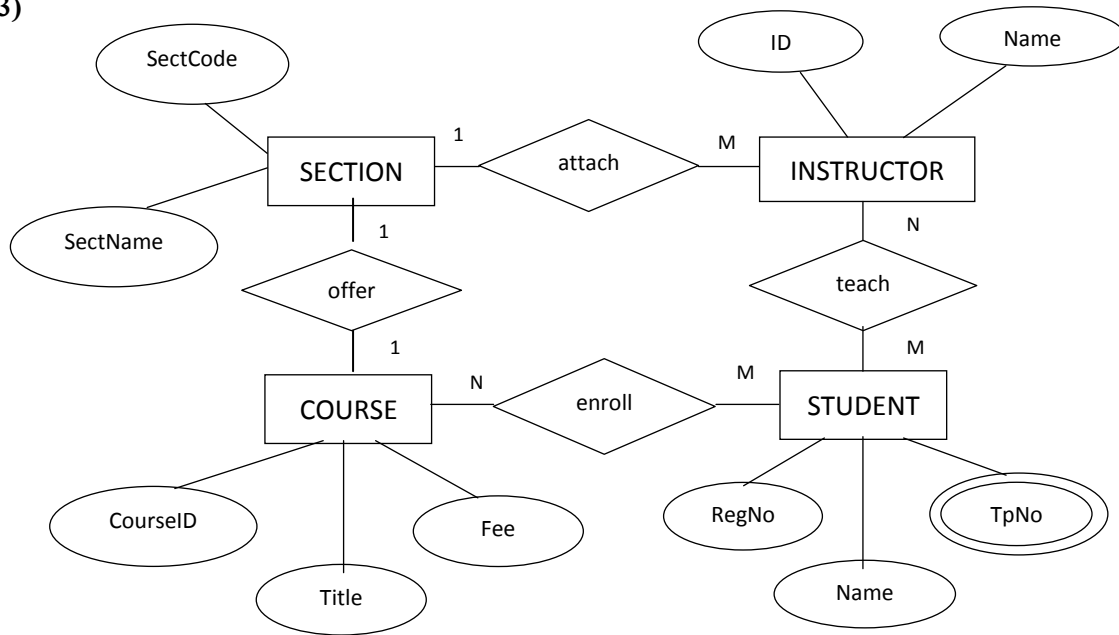 3)
ID
Name
SectCode
1
M
SECTION
attach
INSTRUCTOR
SectName
1
N
offer
teach
1
M
N
M
COURSE
enroll
STUDENT
CourseID
Fee
RegNo
TpNo
Title
Name